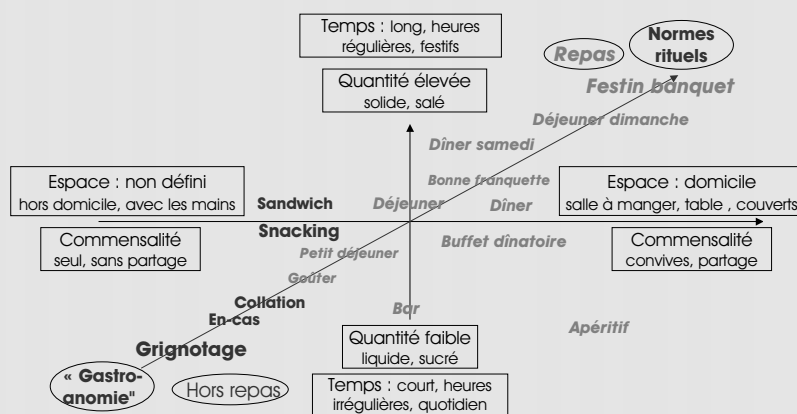 Temps : long, heures
régulières, festifs
Normes
rituels
Repas
Quantité élevée
solide, salé
Festin banquet
Déjeuner dimanche
Dîner samedi
Bonne franquette
Espace : non défini
hors domicile, avec les mains
Sandwich
Déjeuner
Dîner
Espace : domicile
salle à manger, table , couverts
Snacking
Commensalité
seul, sans partage
Petit déjeuner
Buffet dînatoire
Commensalité
convives, partage
Goûter
Collation
En-cas
Bar
Apéritif
Grignotage
Quantité faible
liquide, sucré
« Gastro-
anomie"
Hors repas
Temps : court, heures
irrégulières, quotidien